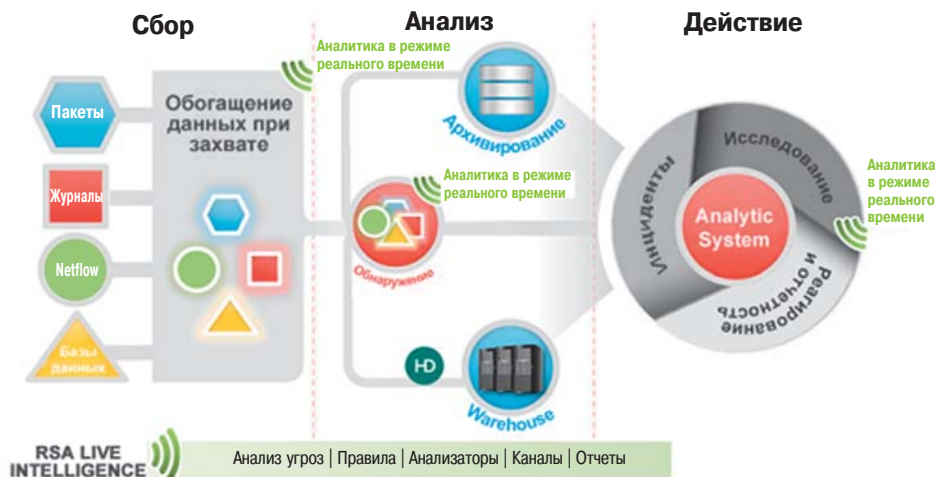 Сбор
Анализ
Действие
Пакеты
Журналы
Netflow
Базы
данных
Обогащение
данных при
захвате
Аналитика в режиме
реального времени
Архивирование
Аналитика в режиме
реального времени
Обнаружение
HD
Warehouse
Инциденты
Исследование
Реагирование
и отчетность
Analytic
System
Аналитика
в режиме
реального
времени
RSA LIVE
INTELLIGENCE
Анализ угроз | Правила | Анализаторы | Каналы | Отчеты